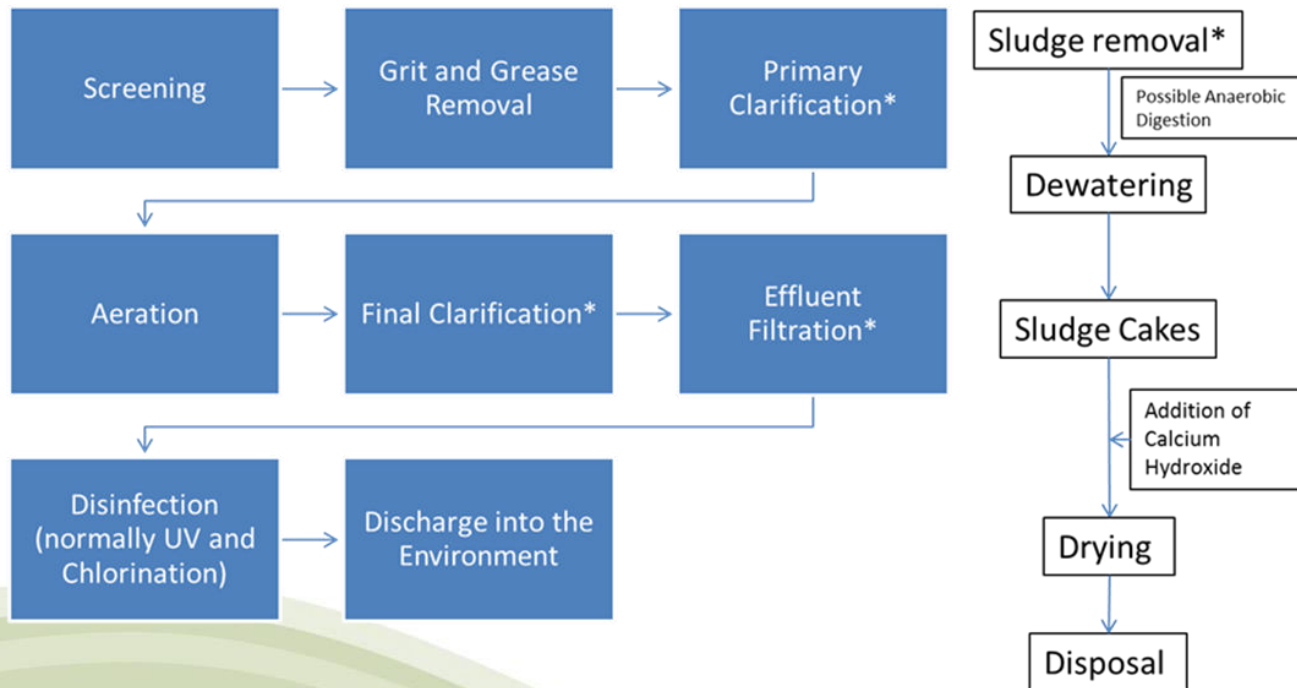 Screening
Grit and Grease
Removal
Primary
Clarification*
Aeration
Final Clarification*
Effluent
Filtration*
Disinfection
(normally UV and
Chlorination)
Discharge into the
Environment
Sludge removal*
Possible Anaerobic
Digestion
Dewatering
Sludge Cakes
Addition of
Calcium
Hydroxide
Drying
Disposal